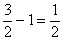 3/2 − 1 = 1/2